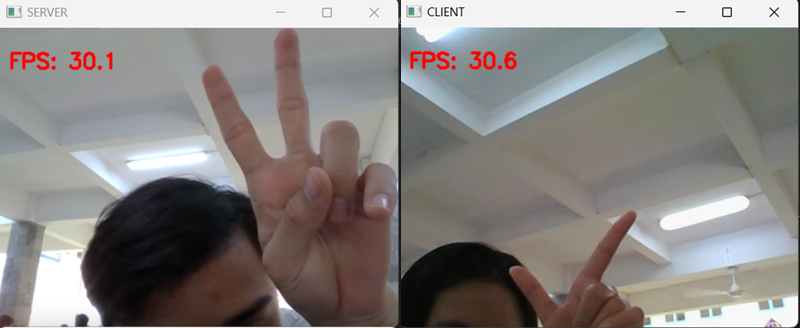 SERVER
FPS: 30.1
CLIENT
FPS: 30.6